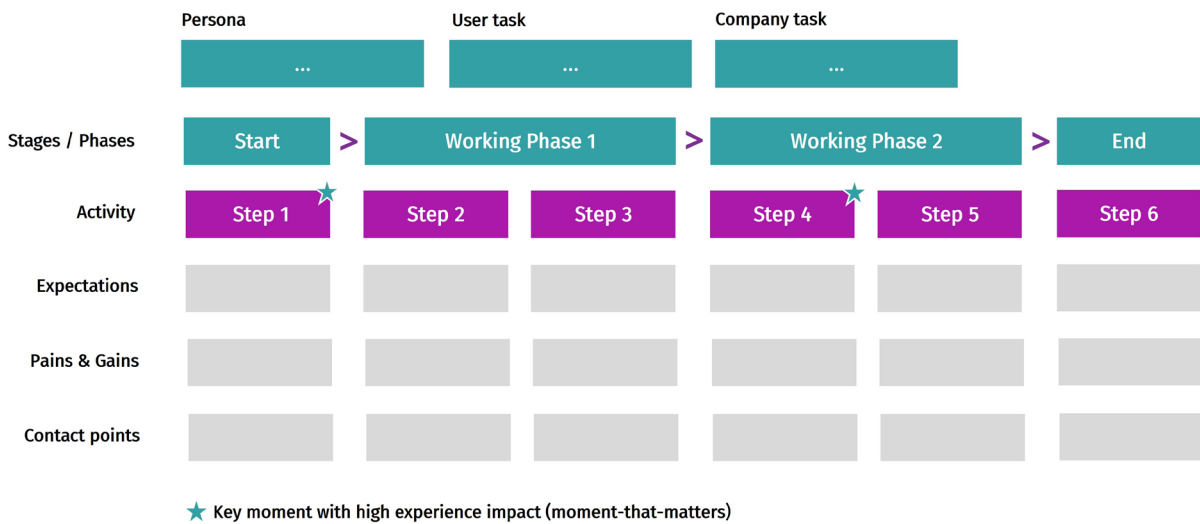 Persona
User task
Company task
...
...
...
Stages / Phases
Start
>
Working Phase 1
>
Working Phase 2
>
End
Activity
Step 1
Step 2
Step 3
Step 4
Step 5
Step 6
Expectations
Pains & Gains
Contact points
Key moment with high experience impact (moment-that-matters)